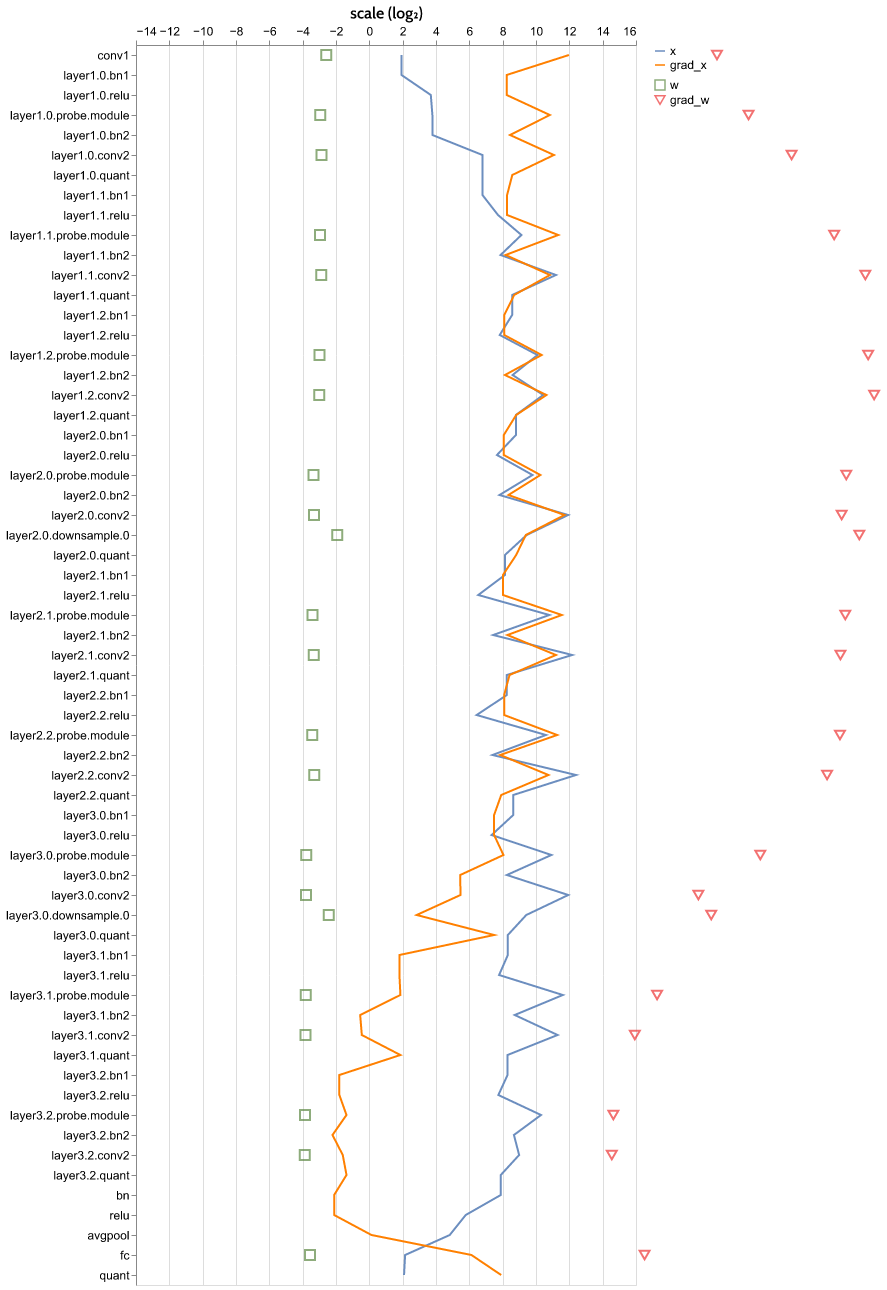 scale (log₂)
−14 −12 −10 −8 −6 −4 −2 0 2 4 6 8 10 12 14 16
x
grad_x
w
grad_w
conv1
layer1.0.bn1
layer1.0.relu
layer1.0.probe.module
layer1.0.bn2
layer1.0.conv2
layer1.0.quant
layer1.1.bn1
layer1.1.relu
layer1.1.probe.module
layer1.1.bn2
layer1.1.conv2
layer1.1.quant
layer1.2.bn1
layer1.2.relu
layer1.2.probe.module
layer1.2.bn2
layer1.2.conv2
layer1.2.quant
layer2.0.bn1
layer2.0.relu
layer2.0.probe.module
layer2.0.bn2
layer2.0.conv2
layer2.0.downsample.0
layer2.0.quant
layer2.1.bn1
layer2.1.relu
layer2.1.probe.module
layer2.1.bn2
layer2.1.conv2
layer2.1.quant
layer2.2.bn1
layer2.2.relu
layer2.2.probe.module
layer2.2.bn2
layer2.2.conv2
layer2.2.quant
layer3.0.bn1
layer3.0.relu
layer3.0.probe.module
layer3.0.bn2
layer3.0.conv2
layer3.0.downsample.0
layer3.0.quant
layer3.1.bn1
layer3.1.relu
layer3.1.probe.module
layer3.1.bn2
layer3.1.conv2
layer3.1.quant
layer3.2.bn1
layer3.2.relu
layer3.2.probe.module
layer3.2.bn2
layer3.2.conv2
layer3.2.quant
bn
relu
avgpool
fc
quant